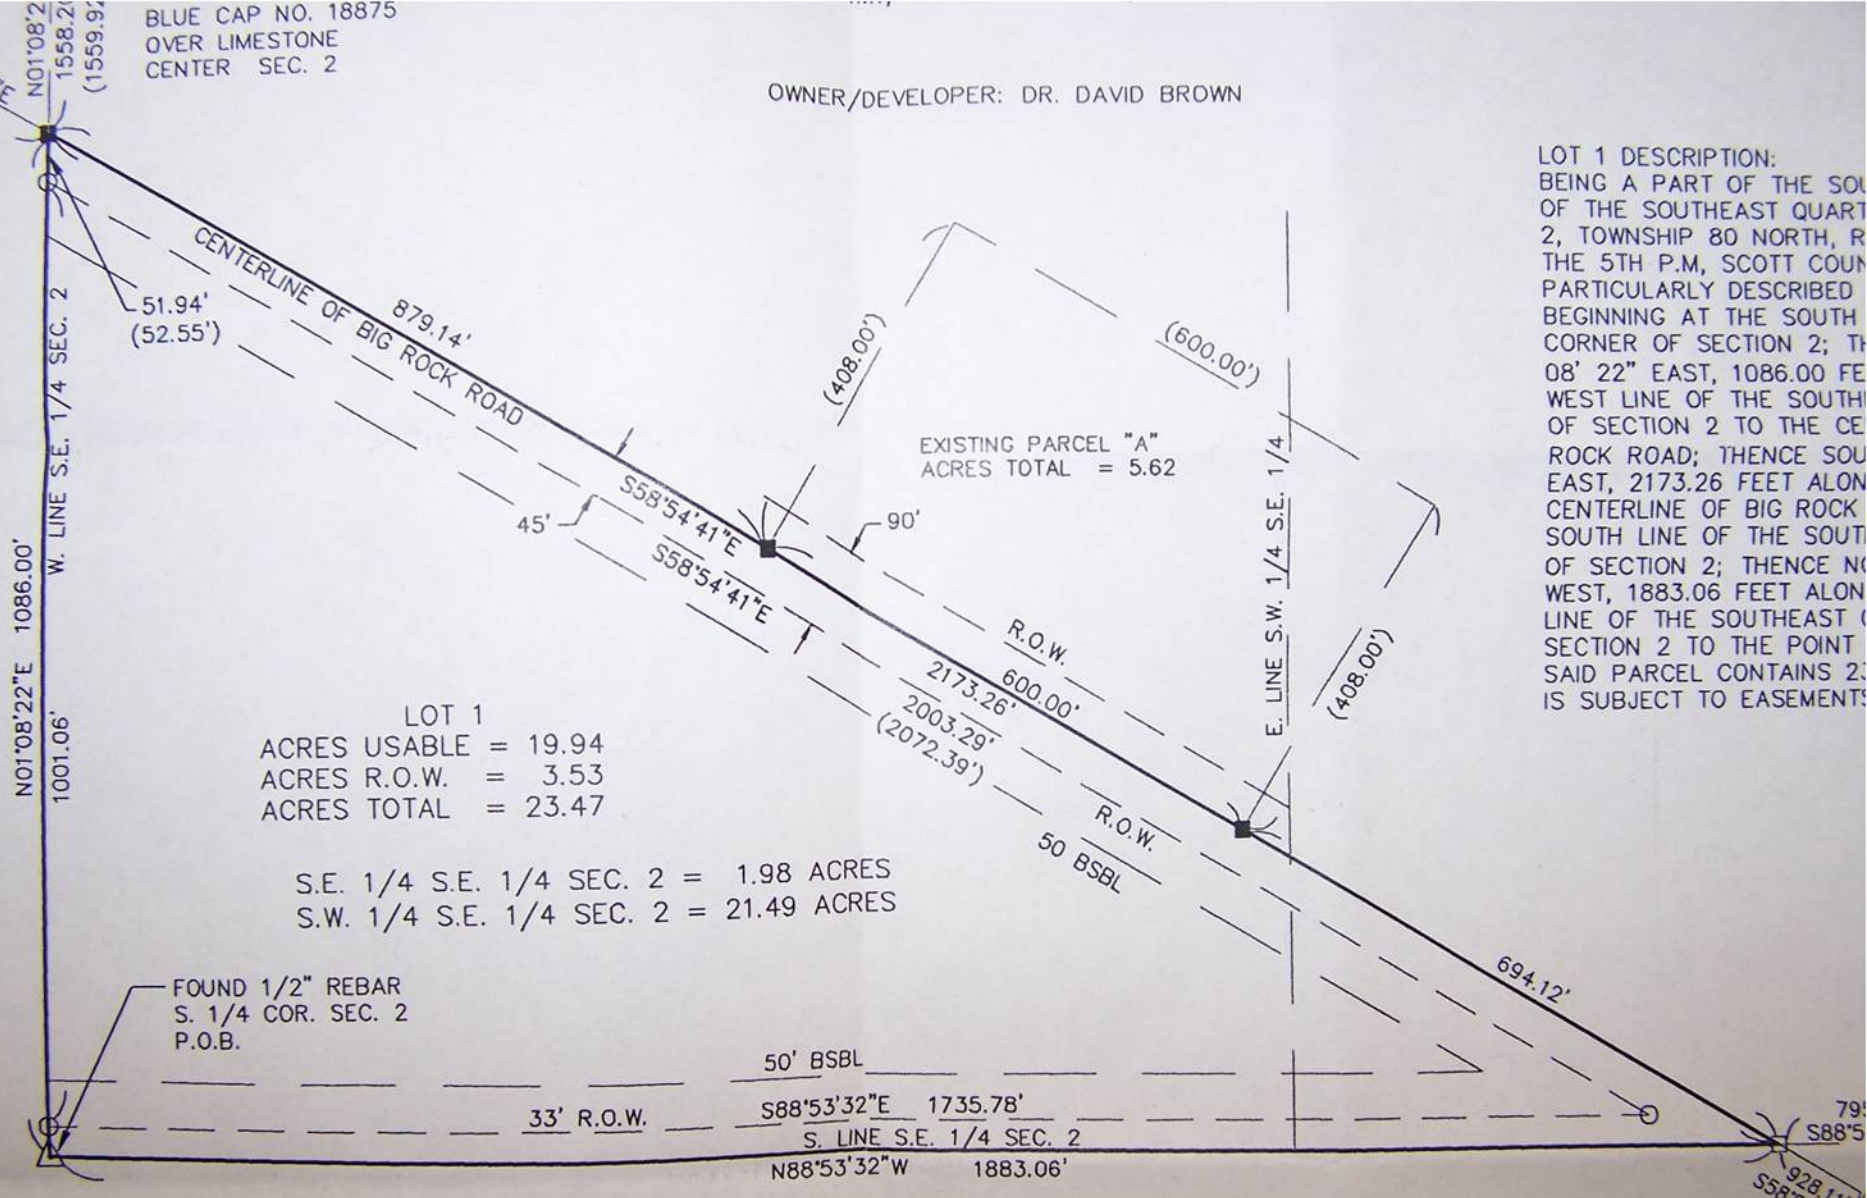 N01°08'2
1558.20
(1559.92
BLUE CAP NO. 18875
OVER LIMESTONE
CENTER SEC. 2
OWNER/DEVELOPER: DR. DAVID BROWN
LOT 1 DESCRIPTION:
BEING A PART OF THE SOU
OF THE SOUTHEAST QUART
2, TOWNSHIP 80 NORTH, R
THE 5TH P.M, SCOTT COUN
PARTICULARLY DESCRIBED
BEGINNING AT THE SOUTH
CORNER OF SECTION 2; TH
08' 22" EAST, 1086.00 FE
WEST LINE OF THE SOUTH
OF SECTION 2 TO THE CE
ROCK ROAD; THENCE SOU
EAST, 2173.26 FEET ALON
CENTERLINE OF BIG ROCK
SOUTH LINE OF THE SOUT
OF SECTION 2; THENCE NO
WEST, 1883.06 FEET ALON
LINE OF THE SOUTHEAST
SECTION 2 TO THE POINT
SAID PARCEL CONTAINS 23
IS SUBJECT TO EASEMENTS
51.94'
(52.55')
CENTERLINE OF BIG ROCK ROAD
879.14'
W. LINE S.E. 1/4 SEC. 2
N01°08'22"E 1086.00'
1001.06'
(408.00')
(600.00')
EXISTING PARCEL "A"
ACRES TOTAL = 5.62
E. LINE S.W. 1/4 S.E. 1/4
(408.00')
45'
S58°54'41"E
S58°54'41"E
90'
R.O.W.
600.00'
2173.26'
2003.29'
(2072.39')
R.O.W.
50 BSBL
LOT 1
ACRES USABLE = 19.94
ACRES R.O.W. = 3.53
ACRES TOTAL = 23.47
S.E. 1/4 S.E. 1/4 SEC. 2 = 1.98 ACRES
S.W. 1/4 S.E. 1/4 SEC. 2 = 21.49 ACRES
694.12'
FOUND 1/2" REBAR
S. 1/4 COR. SEC. 2
P.O.B.
50' BSBL
33' R.O.W.
S88°53'32"E 1735.78'
S. LINE S.E. 1/4 SEC. 2
N88°53'32"W 1883.06'
795
S88°5
928.11
S58°